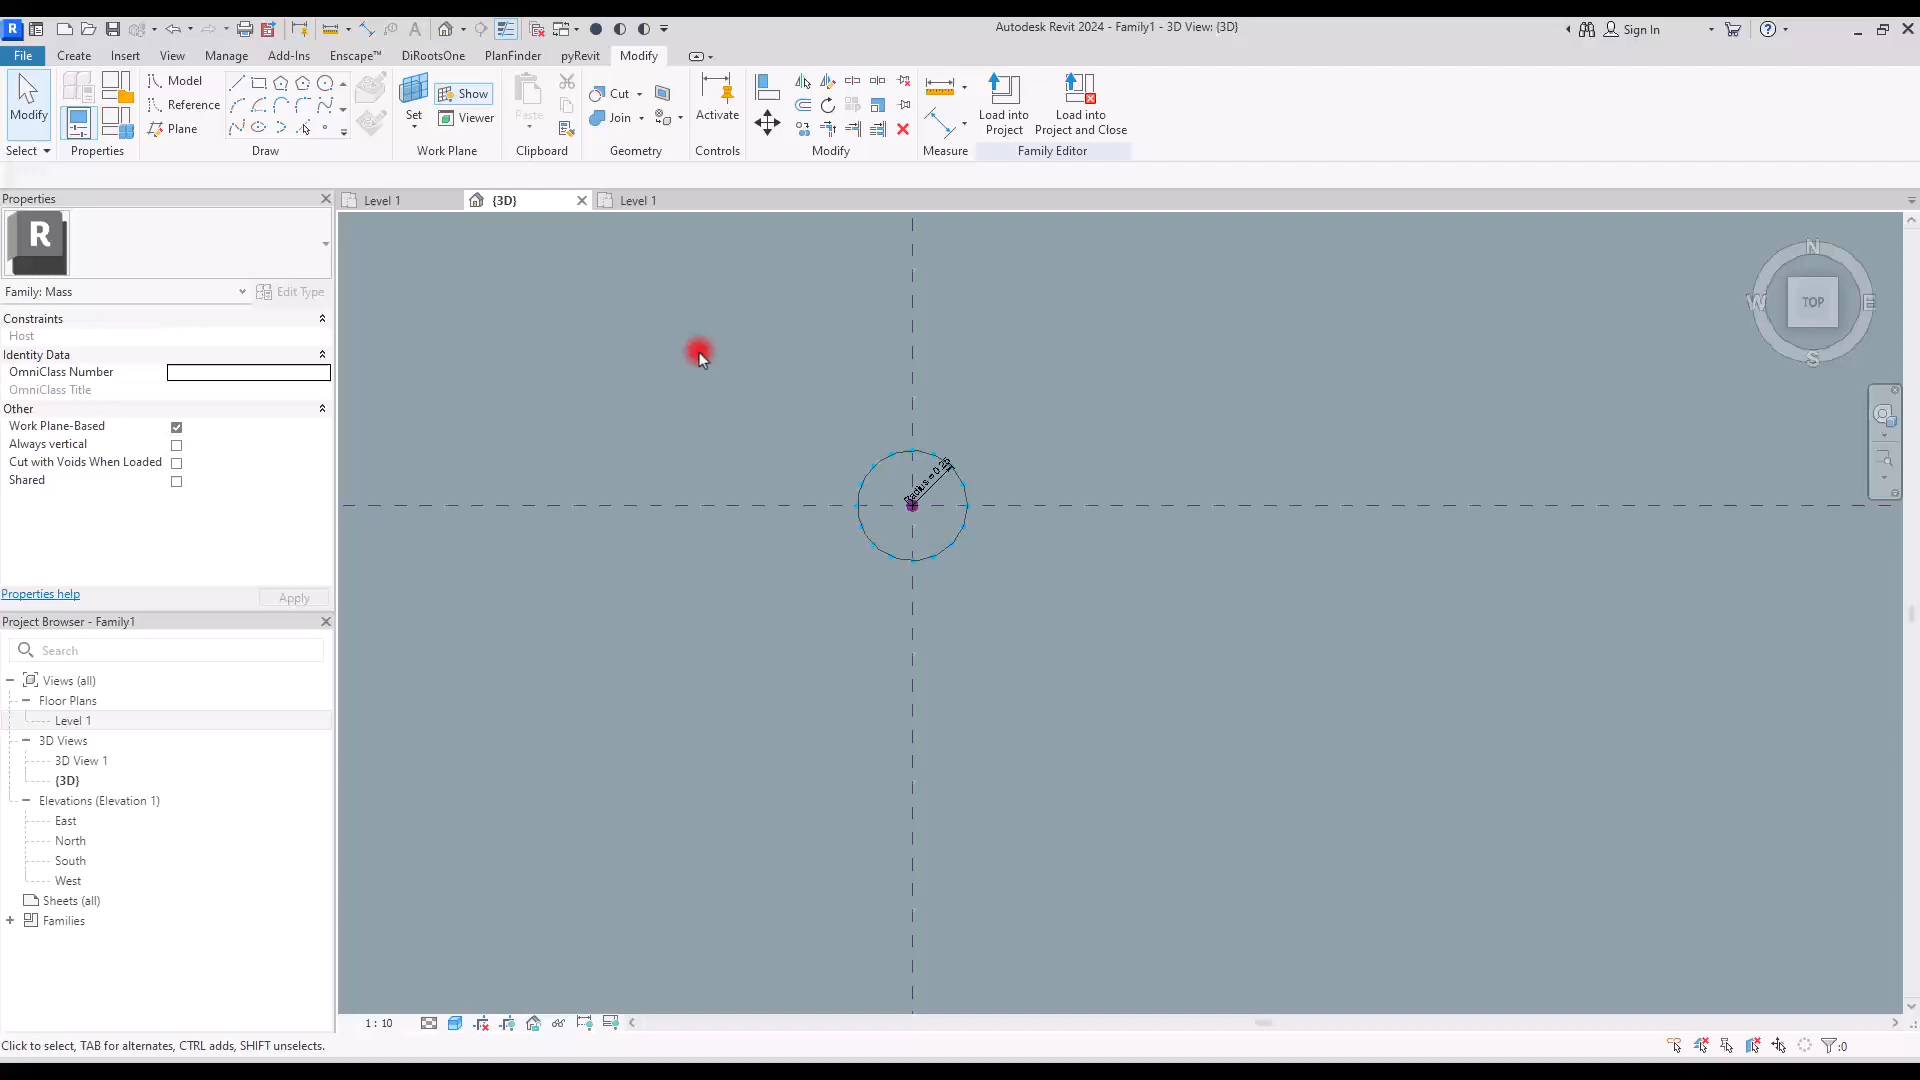 Autodesk Revit 2024 - Family1 - 3D View: {3D}
Sign In
File Create Insert View Manage Add-Ins Enscape™ DiRootsOne PlanFinder pyRevit Modify
Modify
Model
Reference
Plane
Set
Show
Viewer
Paste
Cut
Join
Activate
Load into
Project
Load into
Project and Close
Select Properties Draw Work Plane Clipboard Geometry Controls Modify Measure Family Editor
Properties
Level 1
{3D}
Level 1
R
Family: Mass
Edit Type
Constraints
Host
Identity Data
OmniClass Number
OmniClass Title
Other
Work Plane-Based
Always vertical
Cut with Voids When Loaded
Shared
Properties help
Apply
Project Browser - Family1
Search
Views (all)
Floor Plans
Level 1
3D Views
3D View 1
{3D}
Elevations (Elevation 1)
East
North
South
West
Sheets (all)
Families
Radius = 0.25
N
W
TOP
E
S
1 : 10
Click to select, TAB for alternates, CTRL adds, SHIFT unselects.
:0